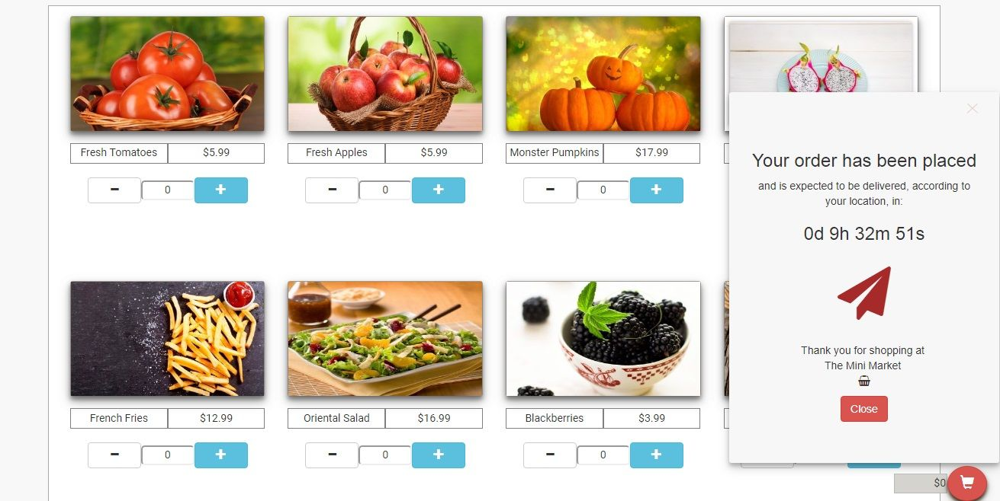 Fresh Tomatoes $5.99
Fresh Apples $5.99
Monster Pumpkins $17.99
− 0 +
− 0 +
− 0 +
French Fries $12.99
Oriental Salad $16.99
Blackberries $3.99
− 0 +
− 0 +
− 0 +
×
Your order has been placed
and is expected to be delivered, according to
your location, in:
0d 9h 32m 51s
Thank you for shopping at
The Mini Market
Close
$0